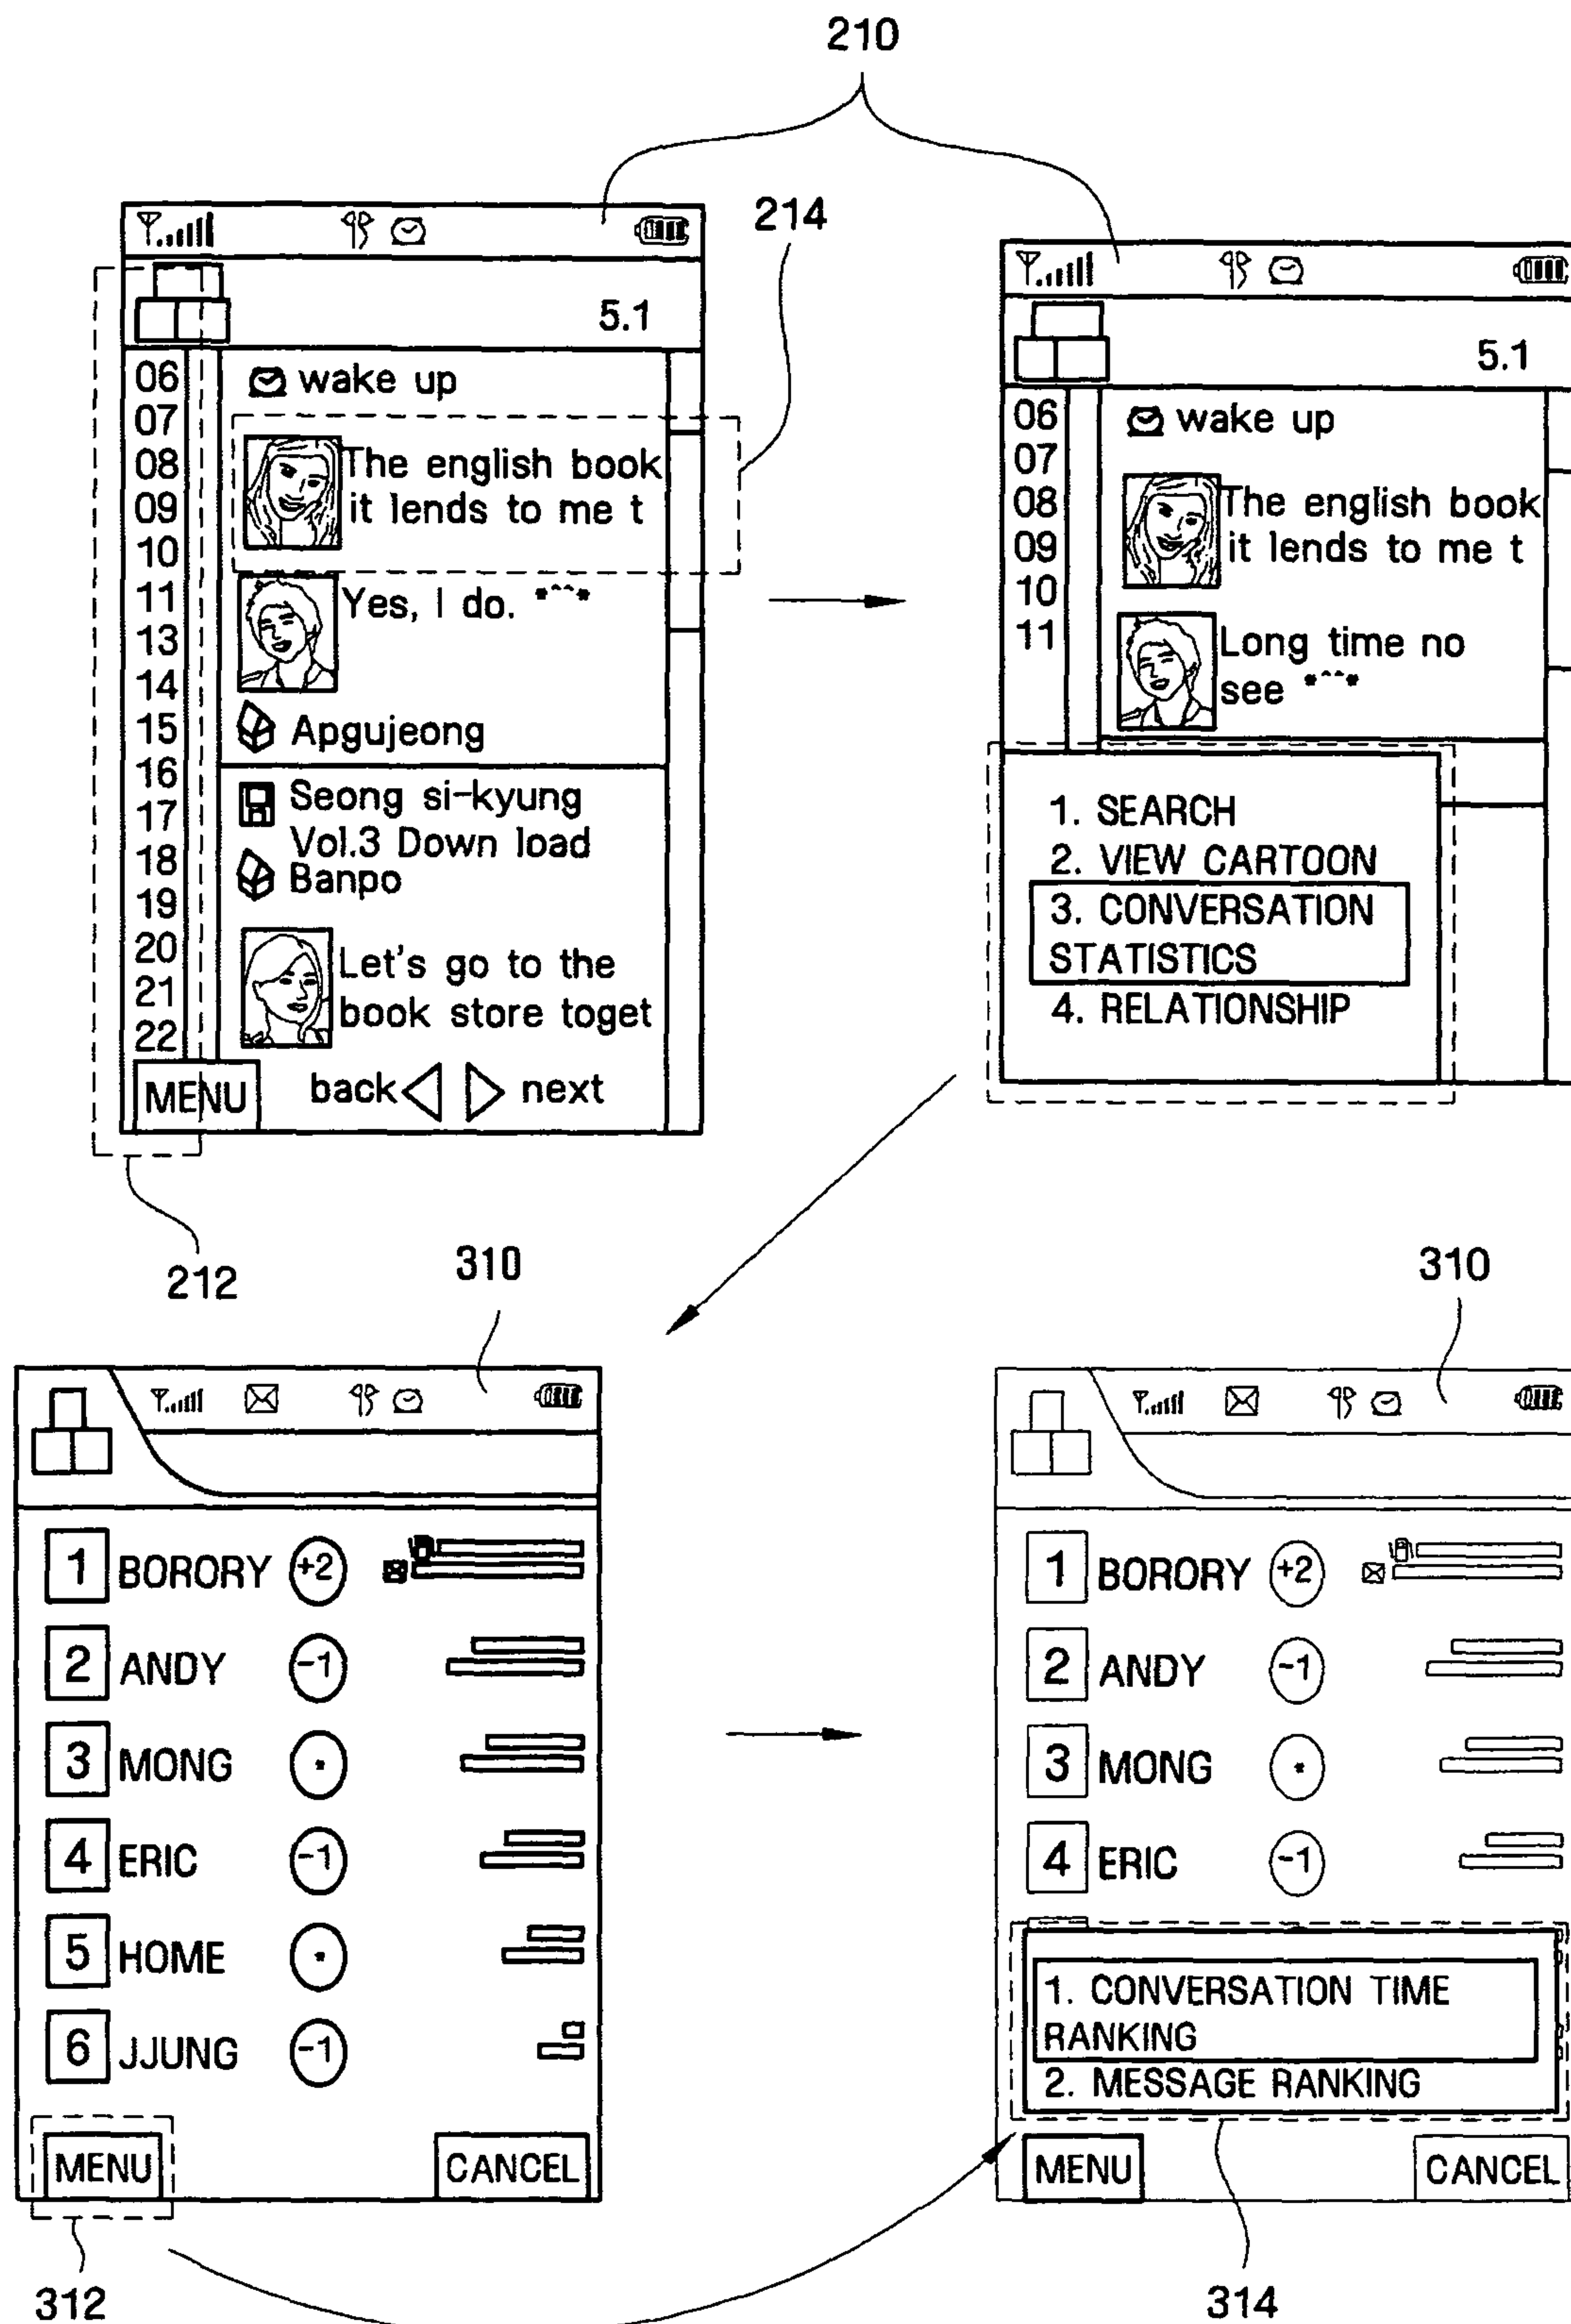 210
214
5.1
06
07
08
09
10
11
13
14
15
16
17
18
19
20
21
22
wake up
The english book
it lends to me t
Yes, I do. *^^*
Apgujeong
Seong si-kyung
Vol.3 Down load
Banpo
Let's go to the
book store toget
MENU back next
212
5.1
06
07
08
09
10
11
wake up
The english book
it lends to me t
Long time no
see *^^*
1. SEARCH
2. VIEW CARTOON
3. CONVERSATION
STATISTICS
4. RELATIONSHIP
310
1 BORORY +2
2 ANDY -1
3 MONG *
4 ERIC -1
5 HOME *
6 JJUNG -1
MENU CANCEL
312
310
1 BORORY +2
2 ANDY -1
3 MONG *
4 ERIC -1
1. CONVERSATION TIME
RANKING
2. MESSAGE RANKING
MENU CANCEL
314